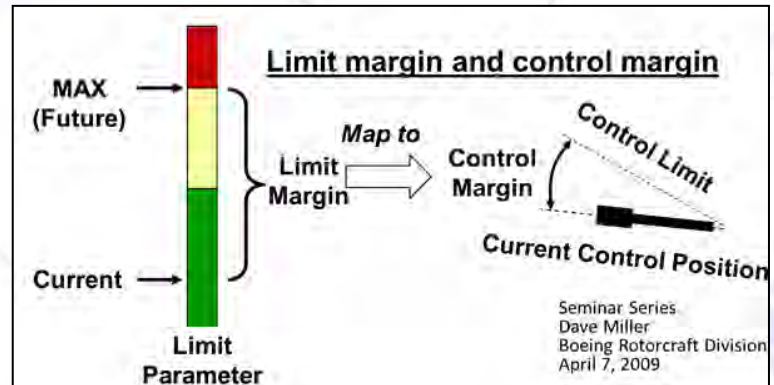 Limit margin and control margin
MAX
(Future)
Current
Limit
Parameter
Limit
Margin
Map to
Control
Margin
Control Limit
Current Control Position
Seminar Series
Dave Miller
Boeing Rotorcraft Division
April 7, 2009